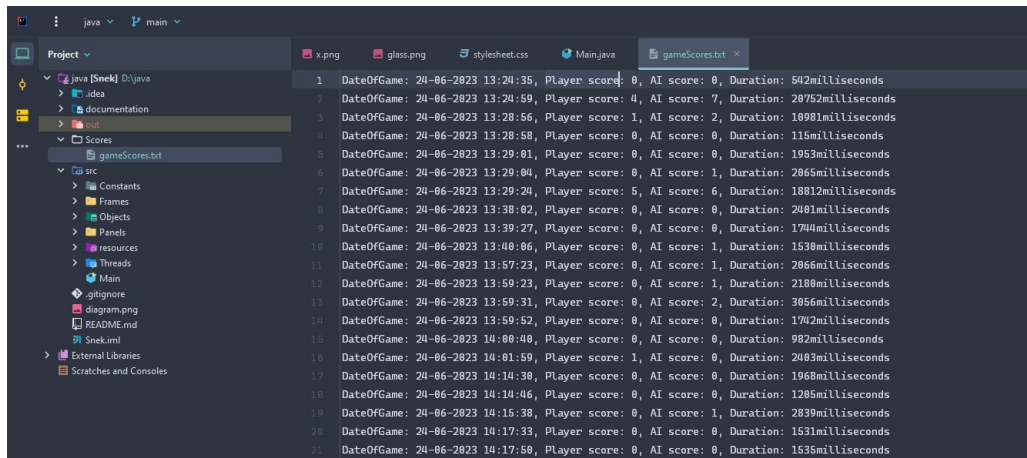 java main
Project
x.png glass.png stylesheet.css Main.java gameScores.txt
java [Snek] D:\java
.idea
documentation
out
Scores
gameScores.txt
src
Constants
Frames
Objects
Panels
resources
Threads
Main
.gitignore
diagram.png
README.md
Snek.iml
External Libraries
Scratches and Consoles
1 DateOfGame: 24-06-2023 13:24:35, Player score: 0, AI score: 0, Duration: 542milliseconds
2 DateOfGame: 24-06-2023 13:24:59, Player score: 4, AI score: 7, Duration: 20752milliseconds
3 DateOfGame: 24-06-2023 13:28:56, Player score: 1, AI score: 2, Duration: 10981milliseconds
4 DateOfGame: 24-06-2023 13:28:58, Player score: 0, AI score: 0, Duration: 115milliseconds
5 DateOfGame: 24-06-2023 13:29:01, Player score: 0, AI score: 0, Duration: 1953milliseconds
6 DateOfGame: 24-06-2023 13:29:04, Player score: 0, AI score: 1, Duration: 2065milliseconds
7 DateOfGame: 24-06-2023 13:29:24, Player score: 5, AI score: 6, Duration: 18812milliseconds
8 DateOfGame: 24-06-2023 13:38:02, Player score: 0, AI score: 0, Duration: 2401milliseconds
9 DateOfGame: 24-06-2023 13:39:27, Player score: 0, AI score: 0, Duration: 1744milliseconds
10 DateOfGame: 24-06-2023 13:40:06, Player score: 0, AI score: 1, Duration: 1530milliseconds
11 DateOfGame: 24-06-2023 13:57:23, Player score: 0, AI score: 1, Duration: 2066milliseconds
12 DateOfGame: 24-06-2023 13:59:23, Player score: 0, AI score: 1, Duration: 2180milliseconds
13 DateOfGame: 24-06-2023 13:59:31, Player score: 0, AI score: 2, Duration: 3056milliseconds
14 DateOfGame: 24-06-2023 13:59:52, Player score: 0, AI score: 0, Duration: 1742milliseconds
15 DateOfGame: 24-06-2023 14:00:40, Player score: 0, AI score: 0, Duration: 982milliseconds
16 DateOfGame: 24-06-2023 14:01:59, Player score: 1, AI score: 0, Duration: 2403milliseconds
17 DateOfGame: 24-06-2023 14:14:30, Player score: 0, AI score: 0, Duration: 1968milliseconds
18 DateOfGame: 24-06-2023 14:14:46, Player score: 0, AI score: 0, Duration: 1205milliseconds
19 DateOfGame: 24-06-2023 14:15:38, Player score: 0, AI score: 1, Duration: 2839milliseconds
20 DateOfGame: 24-06-2023 14:17:33, Player score: 0, AI score: 0, Duration: 1531milliseconds
21 DateOfGame: 24-06-2023 14:17:50, Player score: 0, AI score: 0, Duration: 1535milliseconds